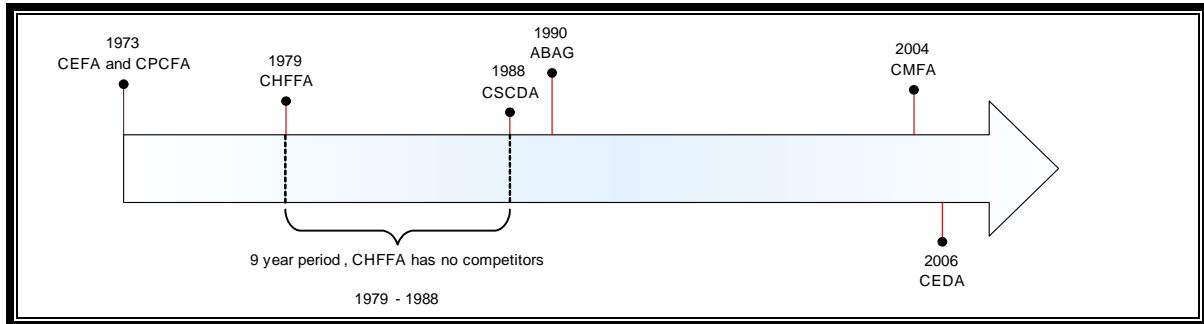 1973
CEFA and CPCFA
1979
CHFFA
1988
CSCDA
1990
ABAG
2004
CMFA
9 year period , CHFFA has no competitors
1979 - 1988
2006
CEDA